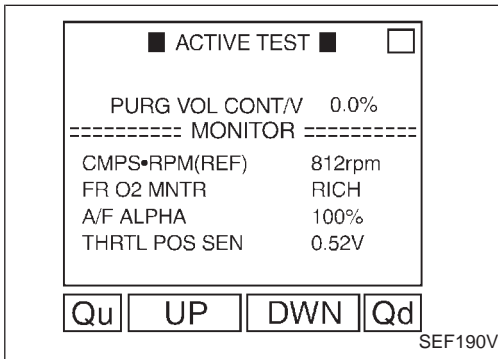 ■ ACTIVE TEST ■ □
PURG VOL CONT/V 0.0%
========== MONITOR ==========
CMPS•RPM(REF) 812rpm
FR O2 MNTR RICH
A/F ALPHA 100%
THRTL POS SEN 0.52V
Qu UP DWN Qd
SEF190V